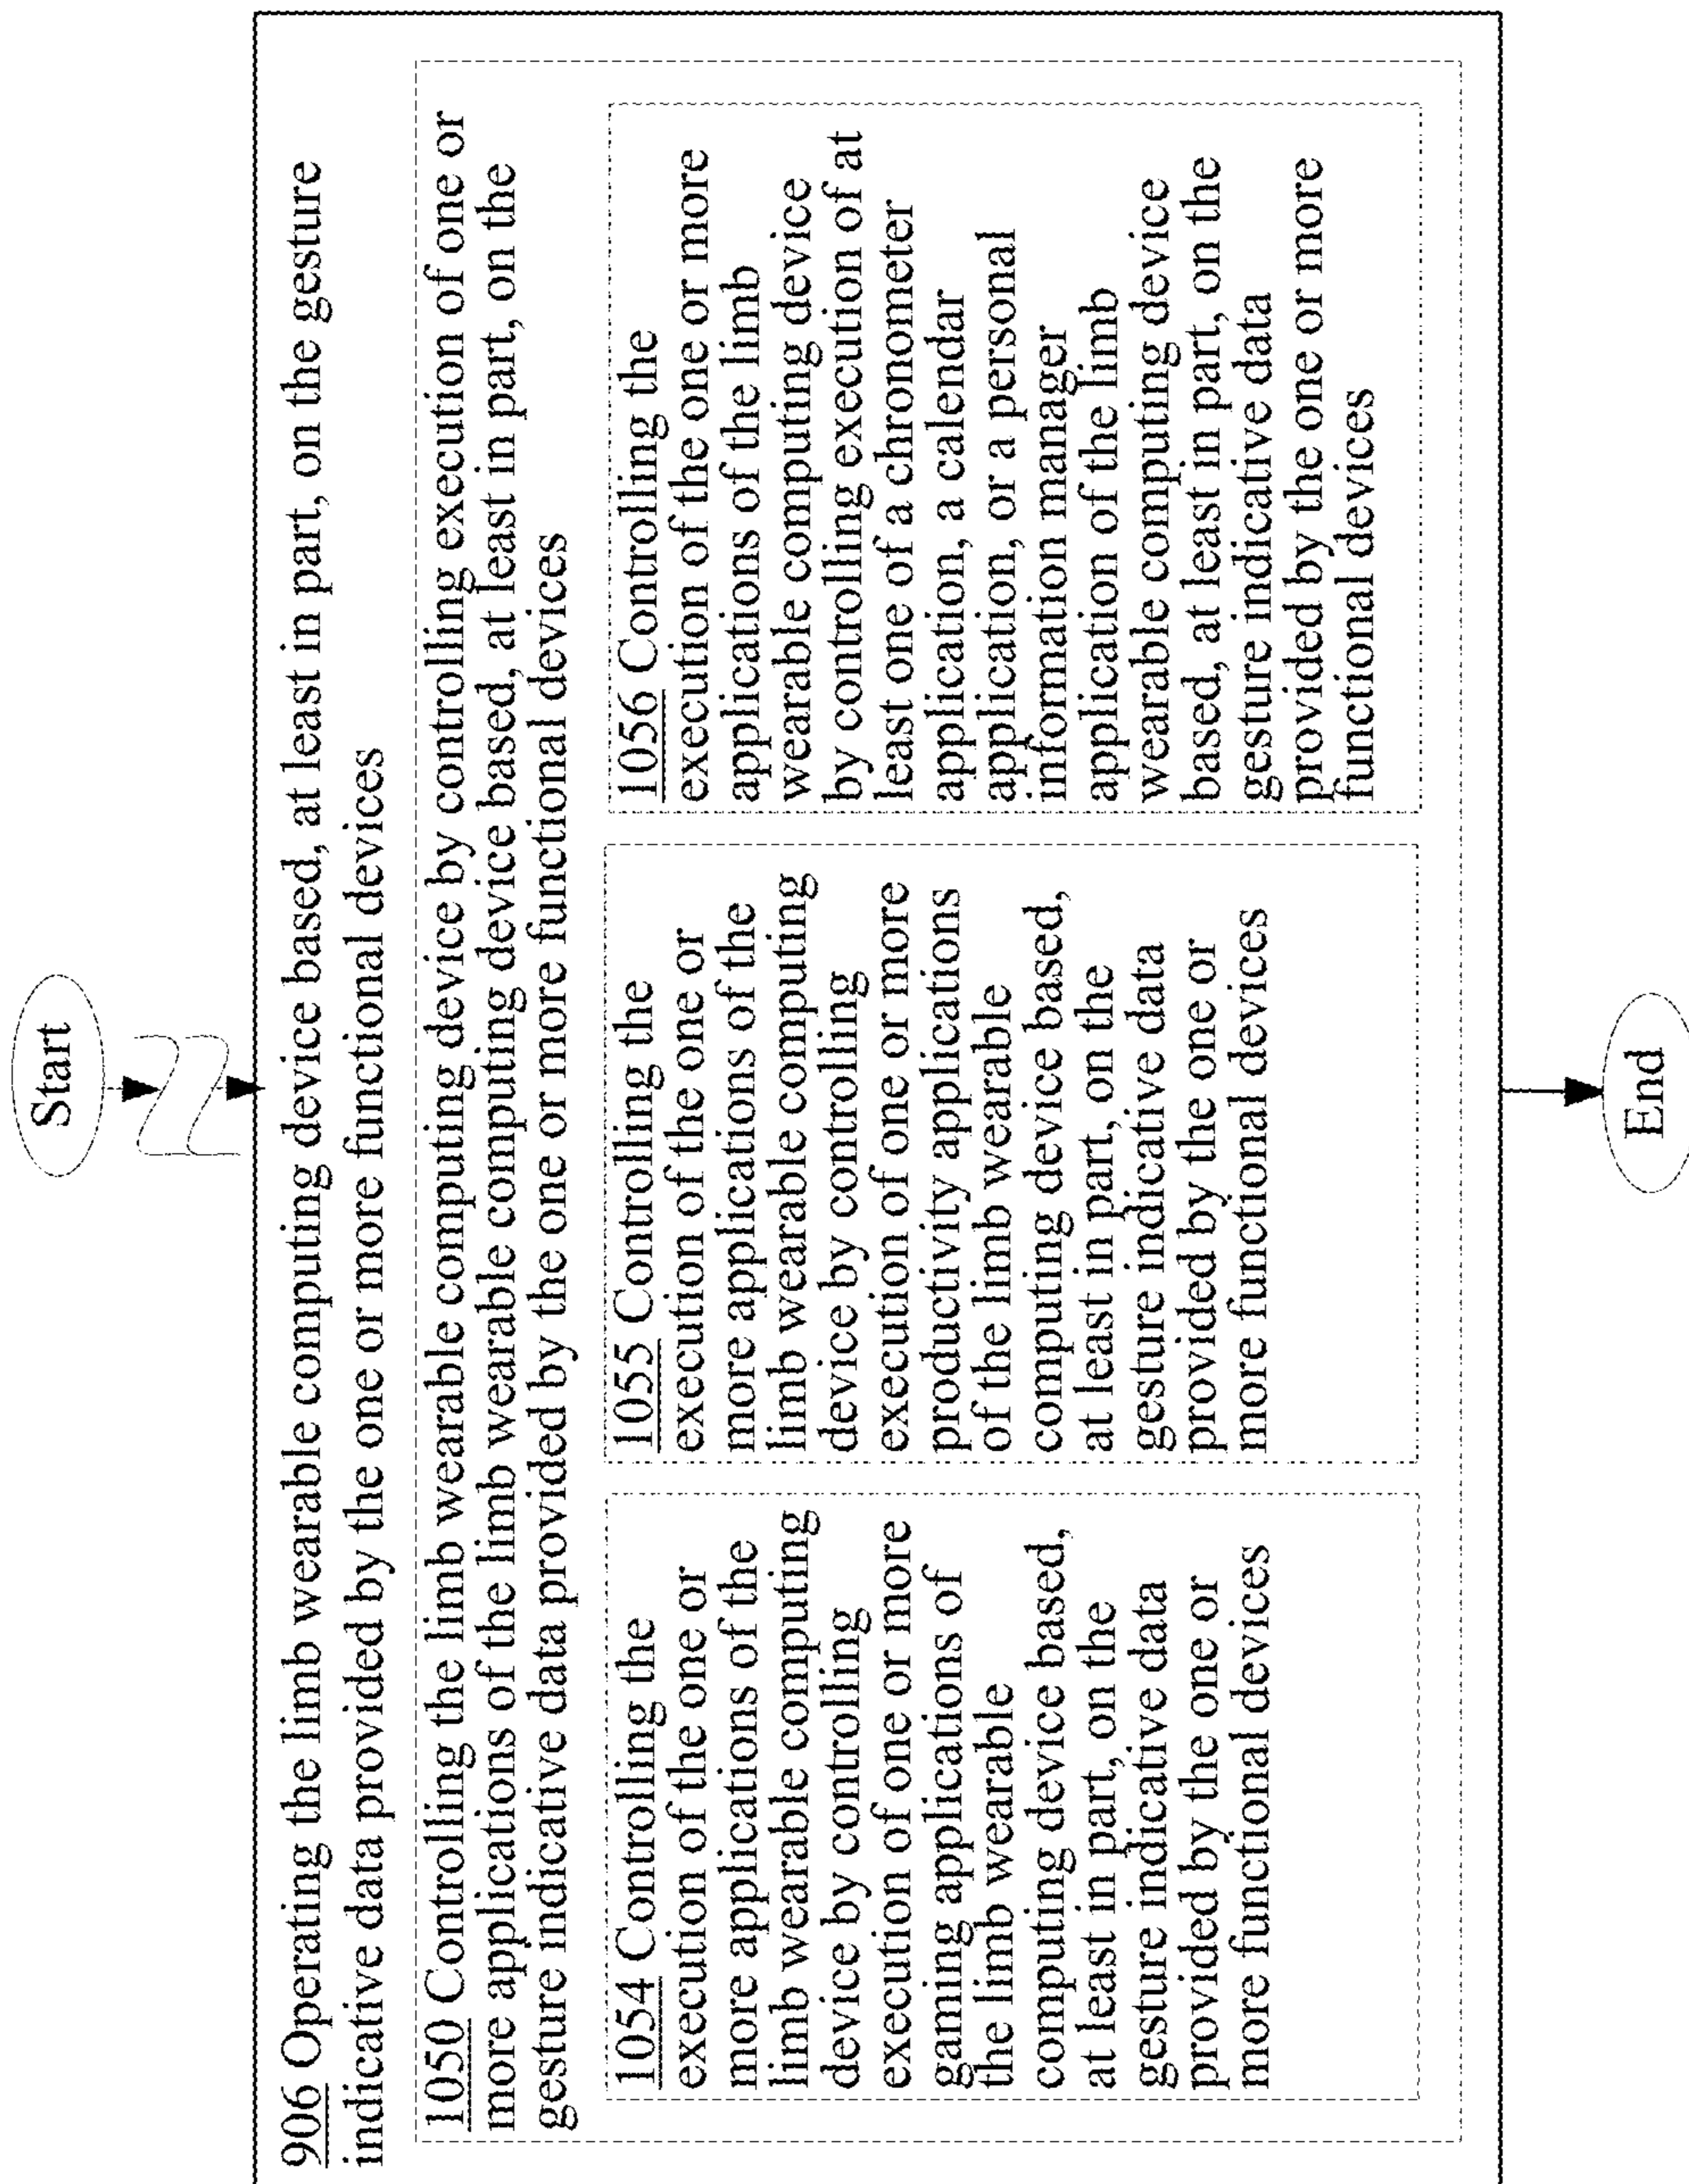 Start
906 Operating the limb wearable computing device based, at least in part, on the gesture
indicative data provided by the one or more functional devices
1050 Controlling the limb wearable computing device by controlling execution of one or
more applications of the limb wearable computing device based, at least in part, on the
gesture indicative data provided by the one or more functional devices
1054 Controlling the
execution of the one or
more applications of the
limb wearable computing
device by controlling
execution of one or more
gaming applications of
the limb wearable
computing device based,
at least in part, on the
gesture indicative data
provided by the one or
more functional devices
1055 Controlling the
execution of the one or
more applications of the
limb wearable computing
device by controlling
execution of one or more
productivity applications
of the limb wearable
computing device based,
at least in part, on the
gesture indicative data
provided by the one or
more functional devices
1056 Controlling the
execution of the one or more
applications of the limb
wearable computing device
by controlling execution of at
least one of a chronometer
application, a calendar
application, or a personal
information manager
application of the limb
wearable computing device
based, at least in part, on the
gesture indicative data
provided by the one or more
functional devices
End